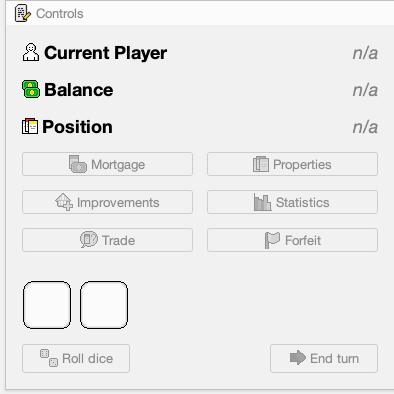 Controls
Current Player n/a
Balance n/a
Position n/a
Mortgage Properties
Improvements Statistics
Trade Forfeit
Roll dice End turn